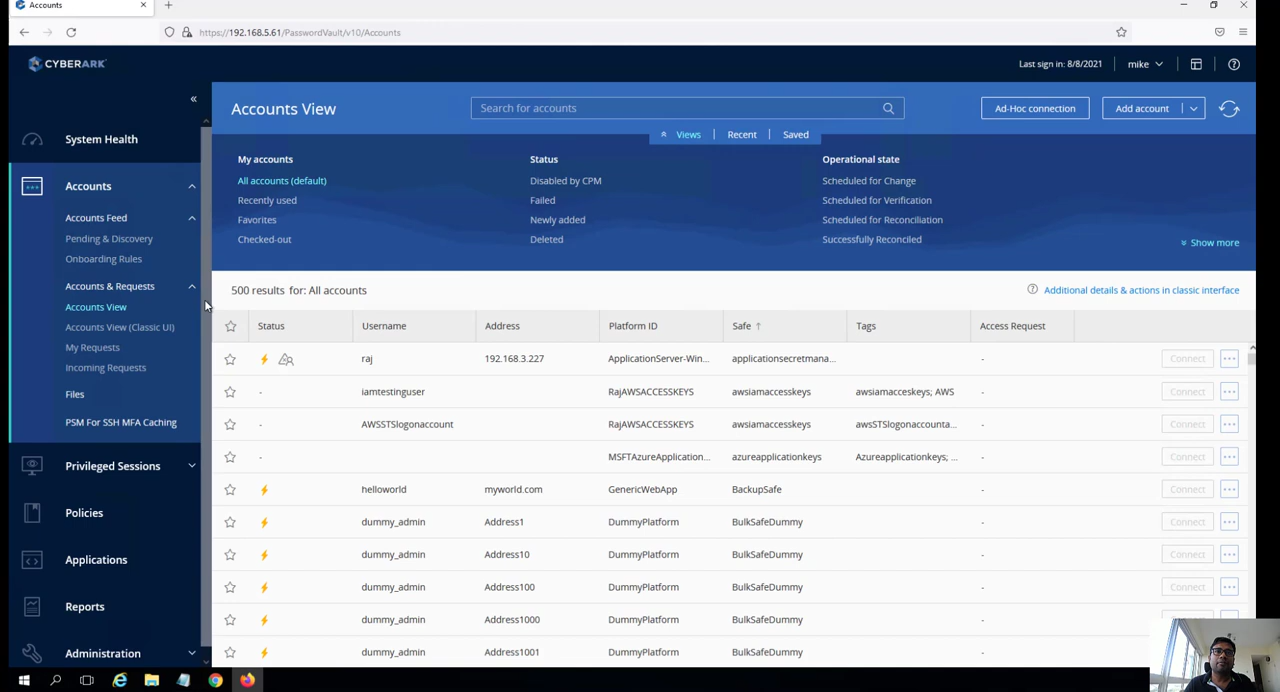 Accounts
https://192.168.5.61/PasswordVault/v10/Accounts
CYBERARK
Last sign in: 8/8/2021
mike
System Health
Accounts
Accounts Feed
Pending & Discovery
Onboarding Rules
Accounts & Requests
Accounts View
Accounts View (Classic UI)
My Requests
Incoming Requests
Files
PSM For SSH MFA Caching
Privileged Sessions
Policies
Applications
Reports
Administration
Accounts View
Search for accounts
Ad-Hoc connection
Add account
Views Recent Saved
My accounts Status Operational state
All accounts (default) Disabled by CPM Scheduled for Change
Recently used Failed Scheduled for Verification
Favorites Newly added Scheduled for Reconciliation
Checked-out Deleted Successfully Reconciled
Show more
500 results for: All accounts
Additional details & actions in classic interface
Status Username Address Platform ID Safe Tags Access Request
raj 192.168.3.227 ApplicationServer-Win... applicationsecretmana... - Connect
- iamtestinguser RajAWSACCESSKEYS awsiamaccesskeys awsiamacceskeys; AWS - Connect
- AWSSTSlogonaccount RajAWSACCESSKEYS awsiamaccesskeys awsSTSlogonaccounta... - Connect
- MSFTAzureApplication... azureapplicationkeys Azureapplicationkeys; ... - Connect
helloworld myworld.com GenericWebApp BackupSafe - Connect
dummy_admin Address1 DummyPlatform BulkSafeDummy - Connect
dummy_admin Address10 DummyPlatform BulkSafeDummy - Connect
dummy_admin Address100 DummyPlatform BulkSafeDummy - Connect
dummy_admin Address1000 DummyPlatform BulkSafeDummy -
dummy_admin Address1001 DummyPlatform BulkSafeDummy -